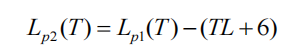 L_{p2}(T) = L_{p1}(T) − (TL + 6)